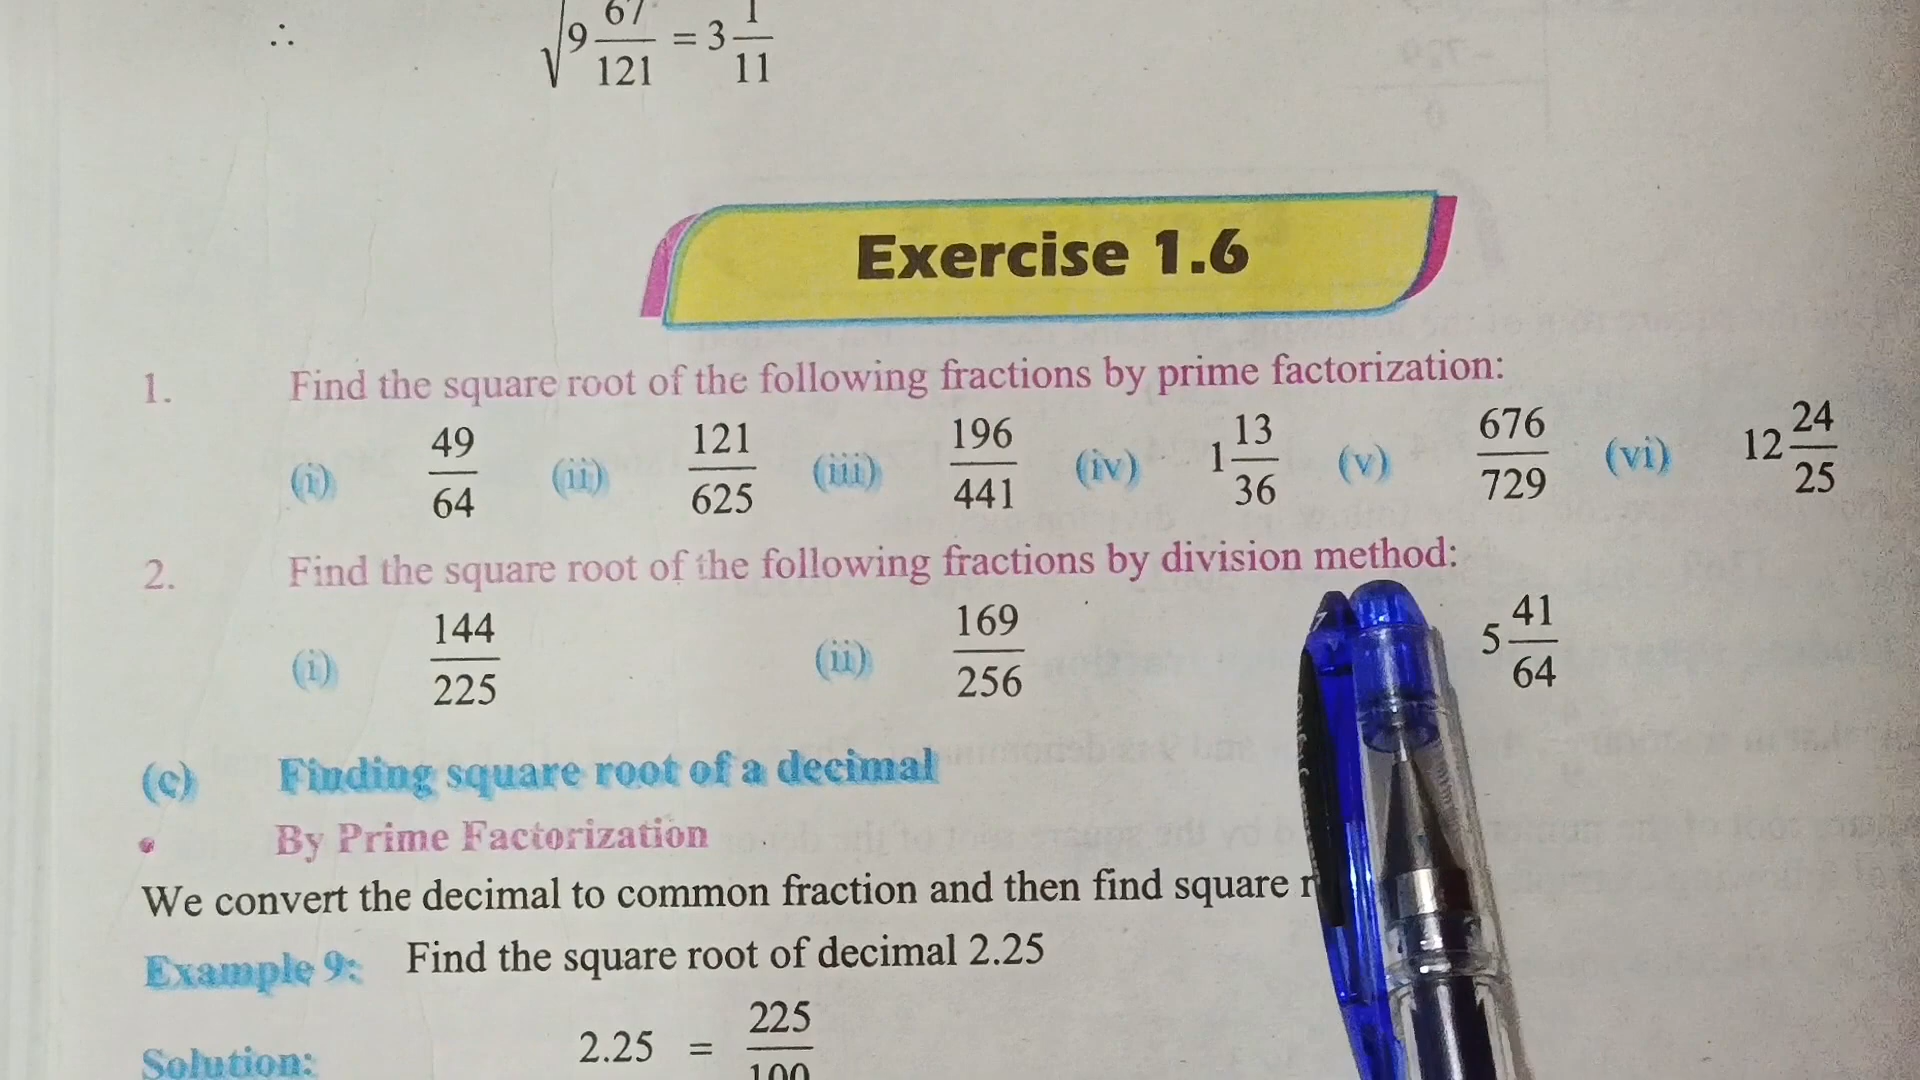 ∴ √9 67/121 = 3 1/11
Exercise 1.6
1. Find the square root of the following fractions by prime factorization:
(i) 49/64 (ii) 121/625 (iii) 196/441 (iv) 1 13/36 (v) 676/729 (vi) 12 24/25
2. Find the square root of the following fractions by division method:
(i) 144/225 (ii) 169/256 5 41/64
(c) Finding square root of a decimal
• By Prime Factorization
We convert the decimal to common fraction and then find square
Example 9: Find the square root of decimal 2.25
Solution: 2.25 = 225/100